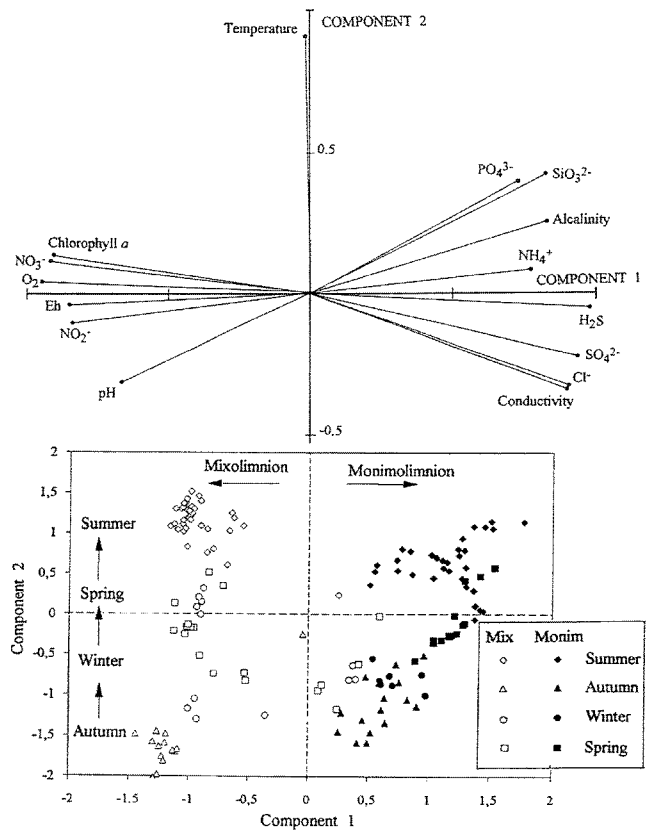 Temperature
COMPONENT 2
0.5
PO₄³⁻
SiO₃²⁻
Alcalinity
NH₄⁺
COMPONENT 1
H₂S
SO₄²⁻
Cl⁻
Conductivity
Chlorophyll a
NO₃⁻
O₂
Eh
NO₂⁻
pH
-0.5
Mixolimnion
Monimolimnion
Summer
Spring
Winter
Autumn
Component 2
2
1,5
1
0,5
0
-0,5
-1
-1,5
-2
Mix Monim
Summer
Autumn
Winter
Spring
-2 -1,5 -1 -0,5 0 0,5 1 1,5 2
Component 1